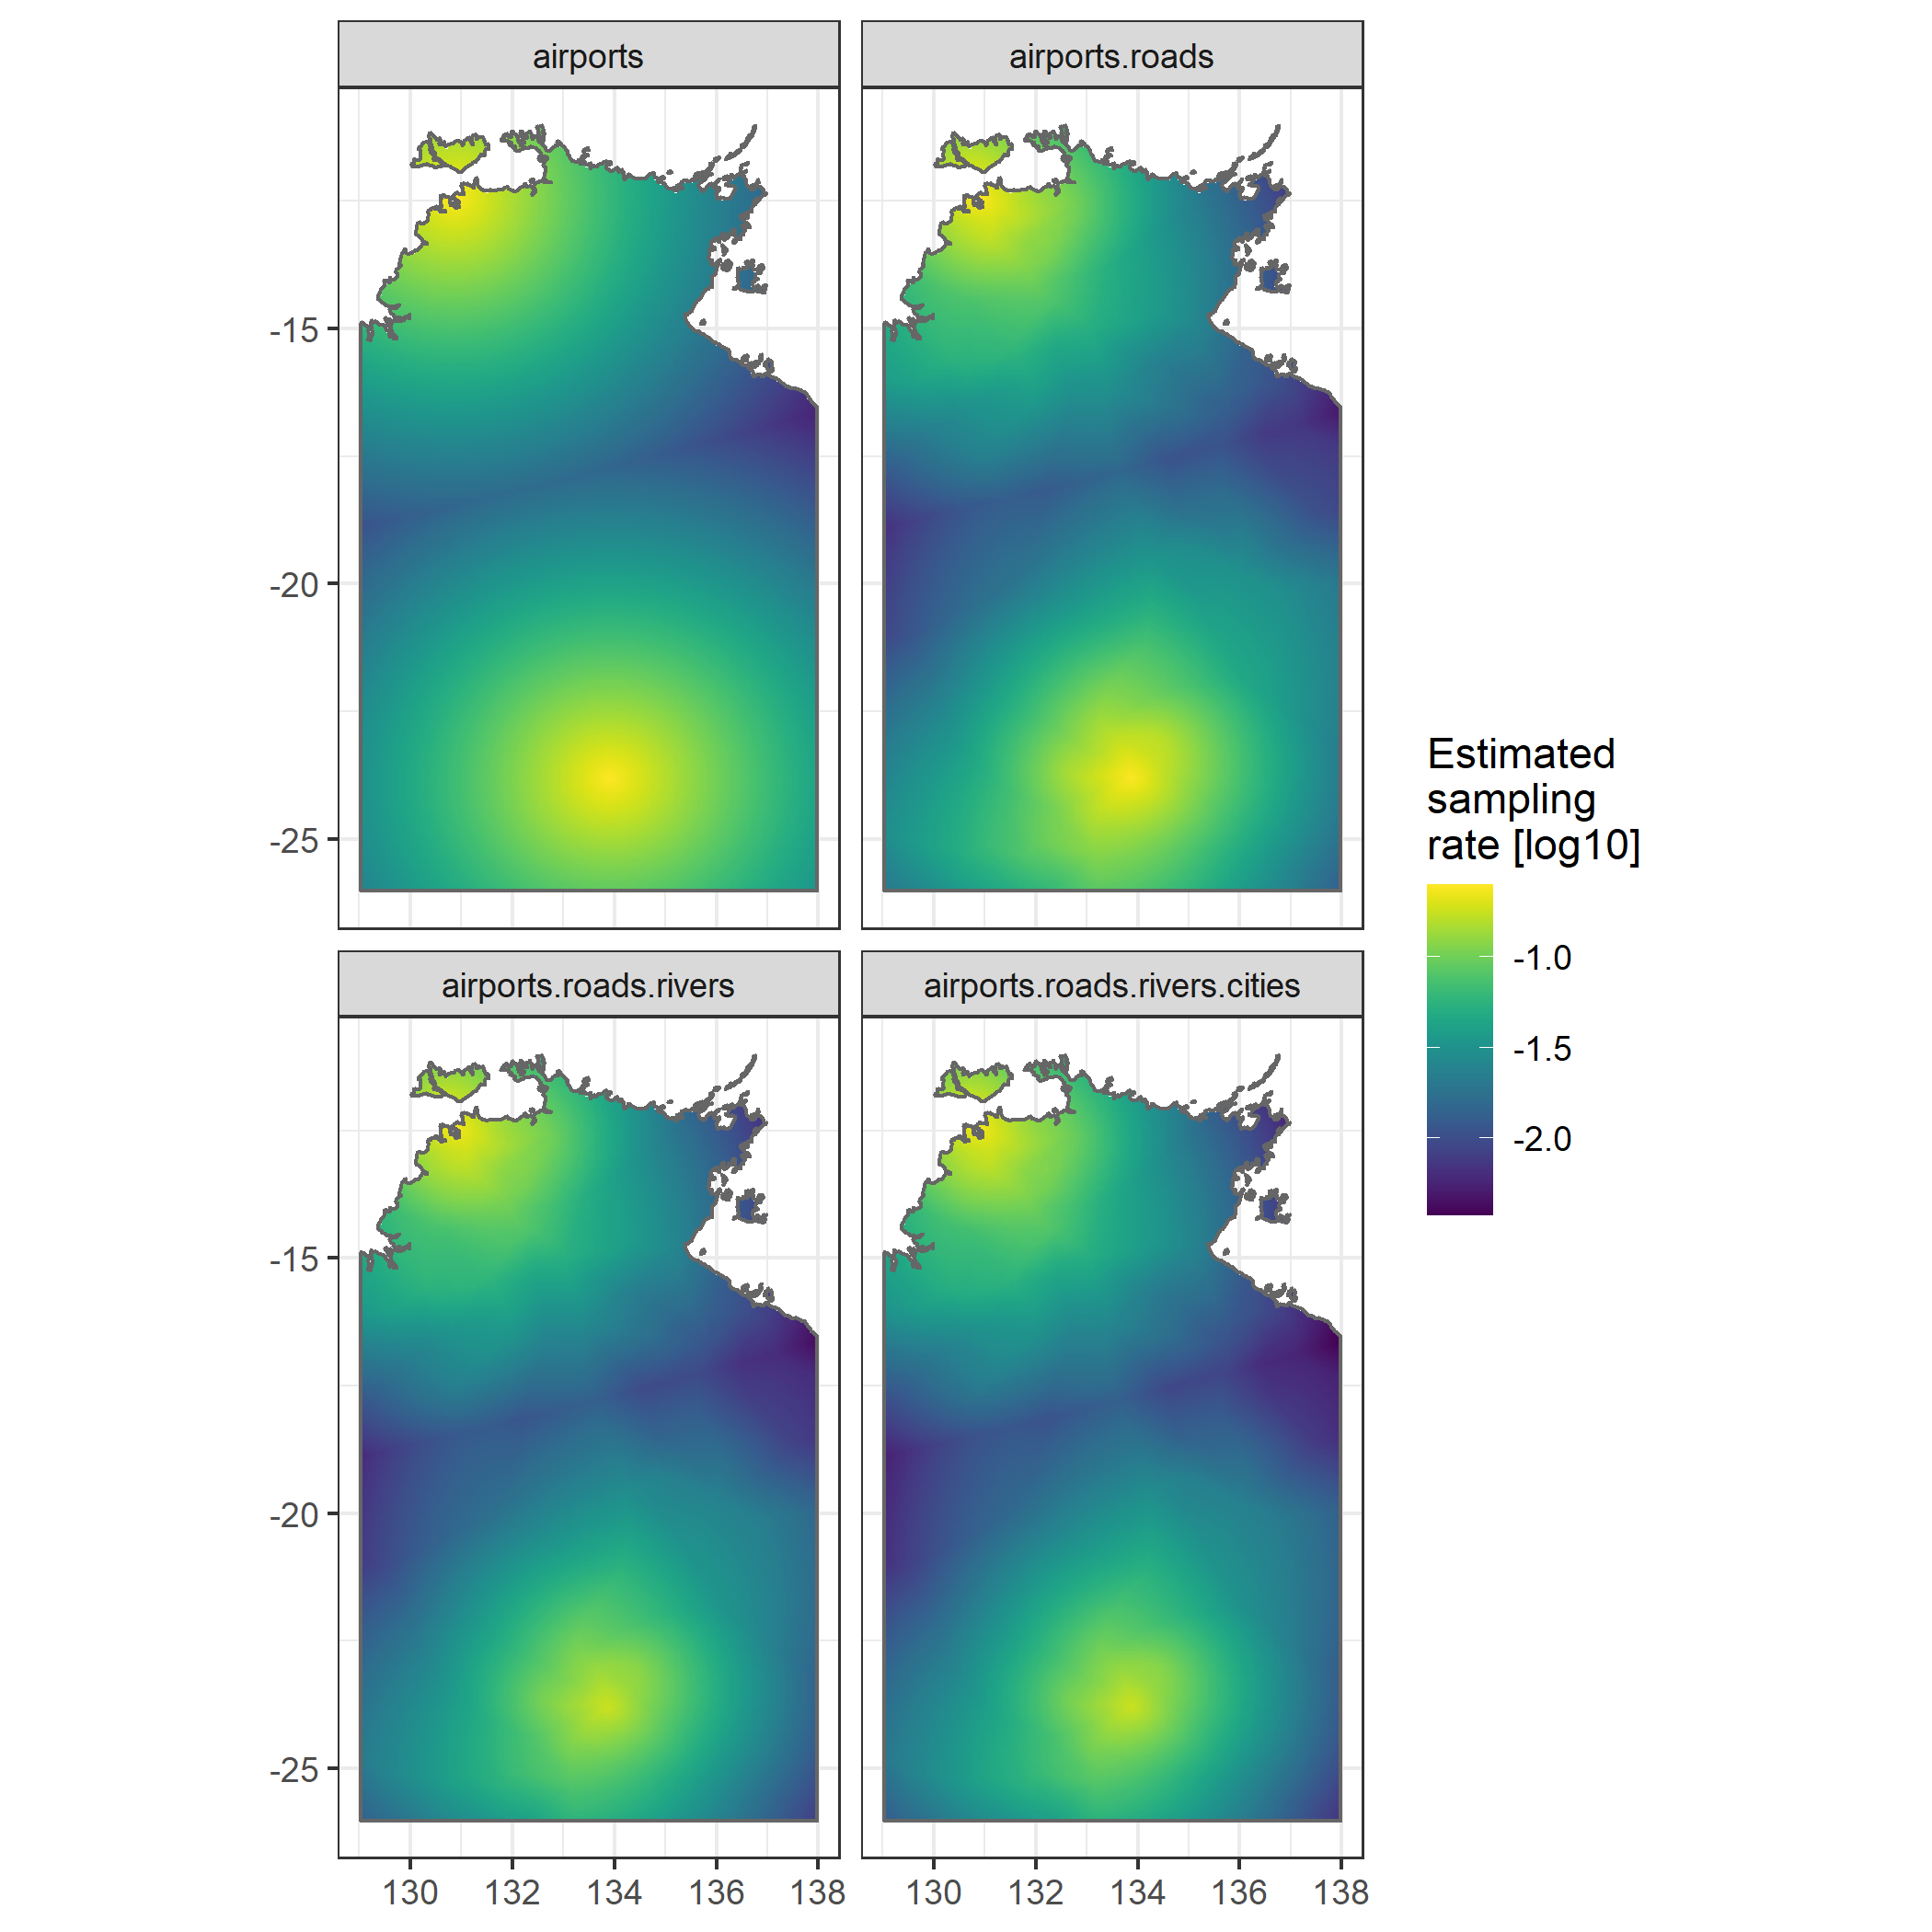 airports
airports.roads
-15
-20
-25
airports.roads.rivers
airports.roads.rivers.cities
-15
-20
-25
130 132 134 136 138
130 132 134 136 138
Estimated
sampling
rate [log10]
-1.0
-1.5
-2.0